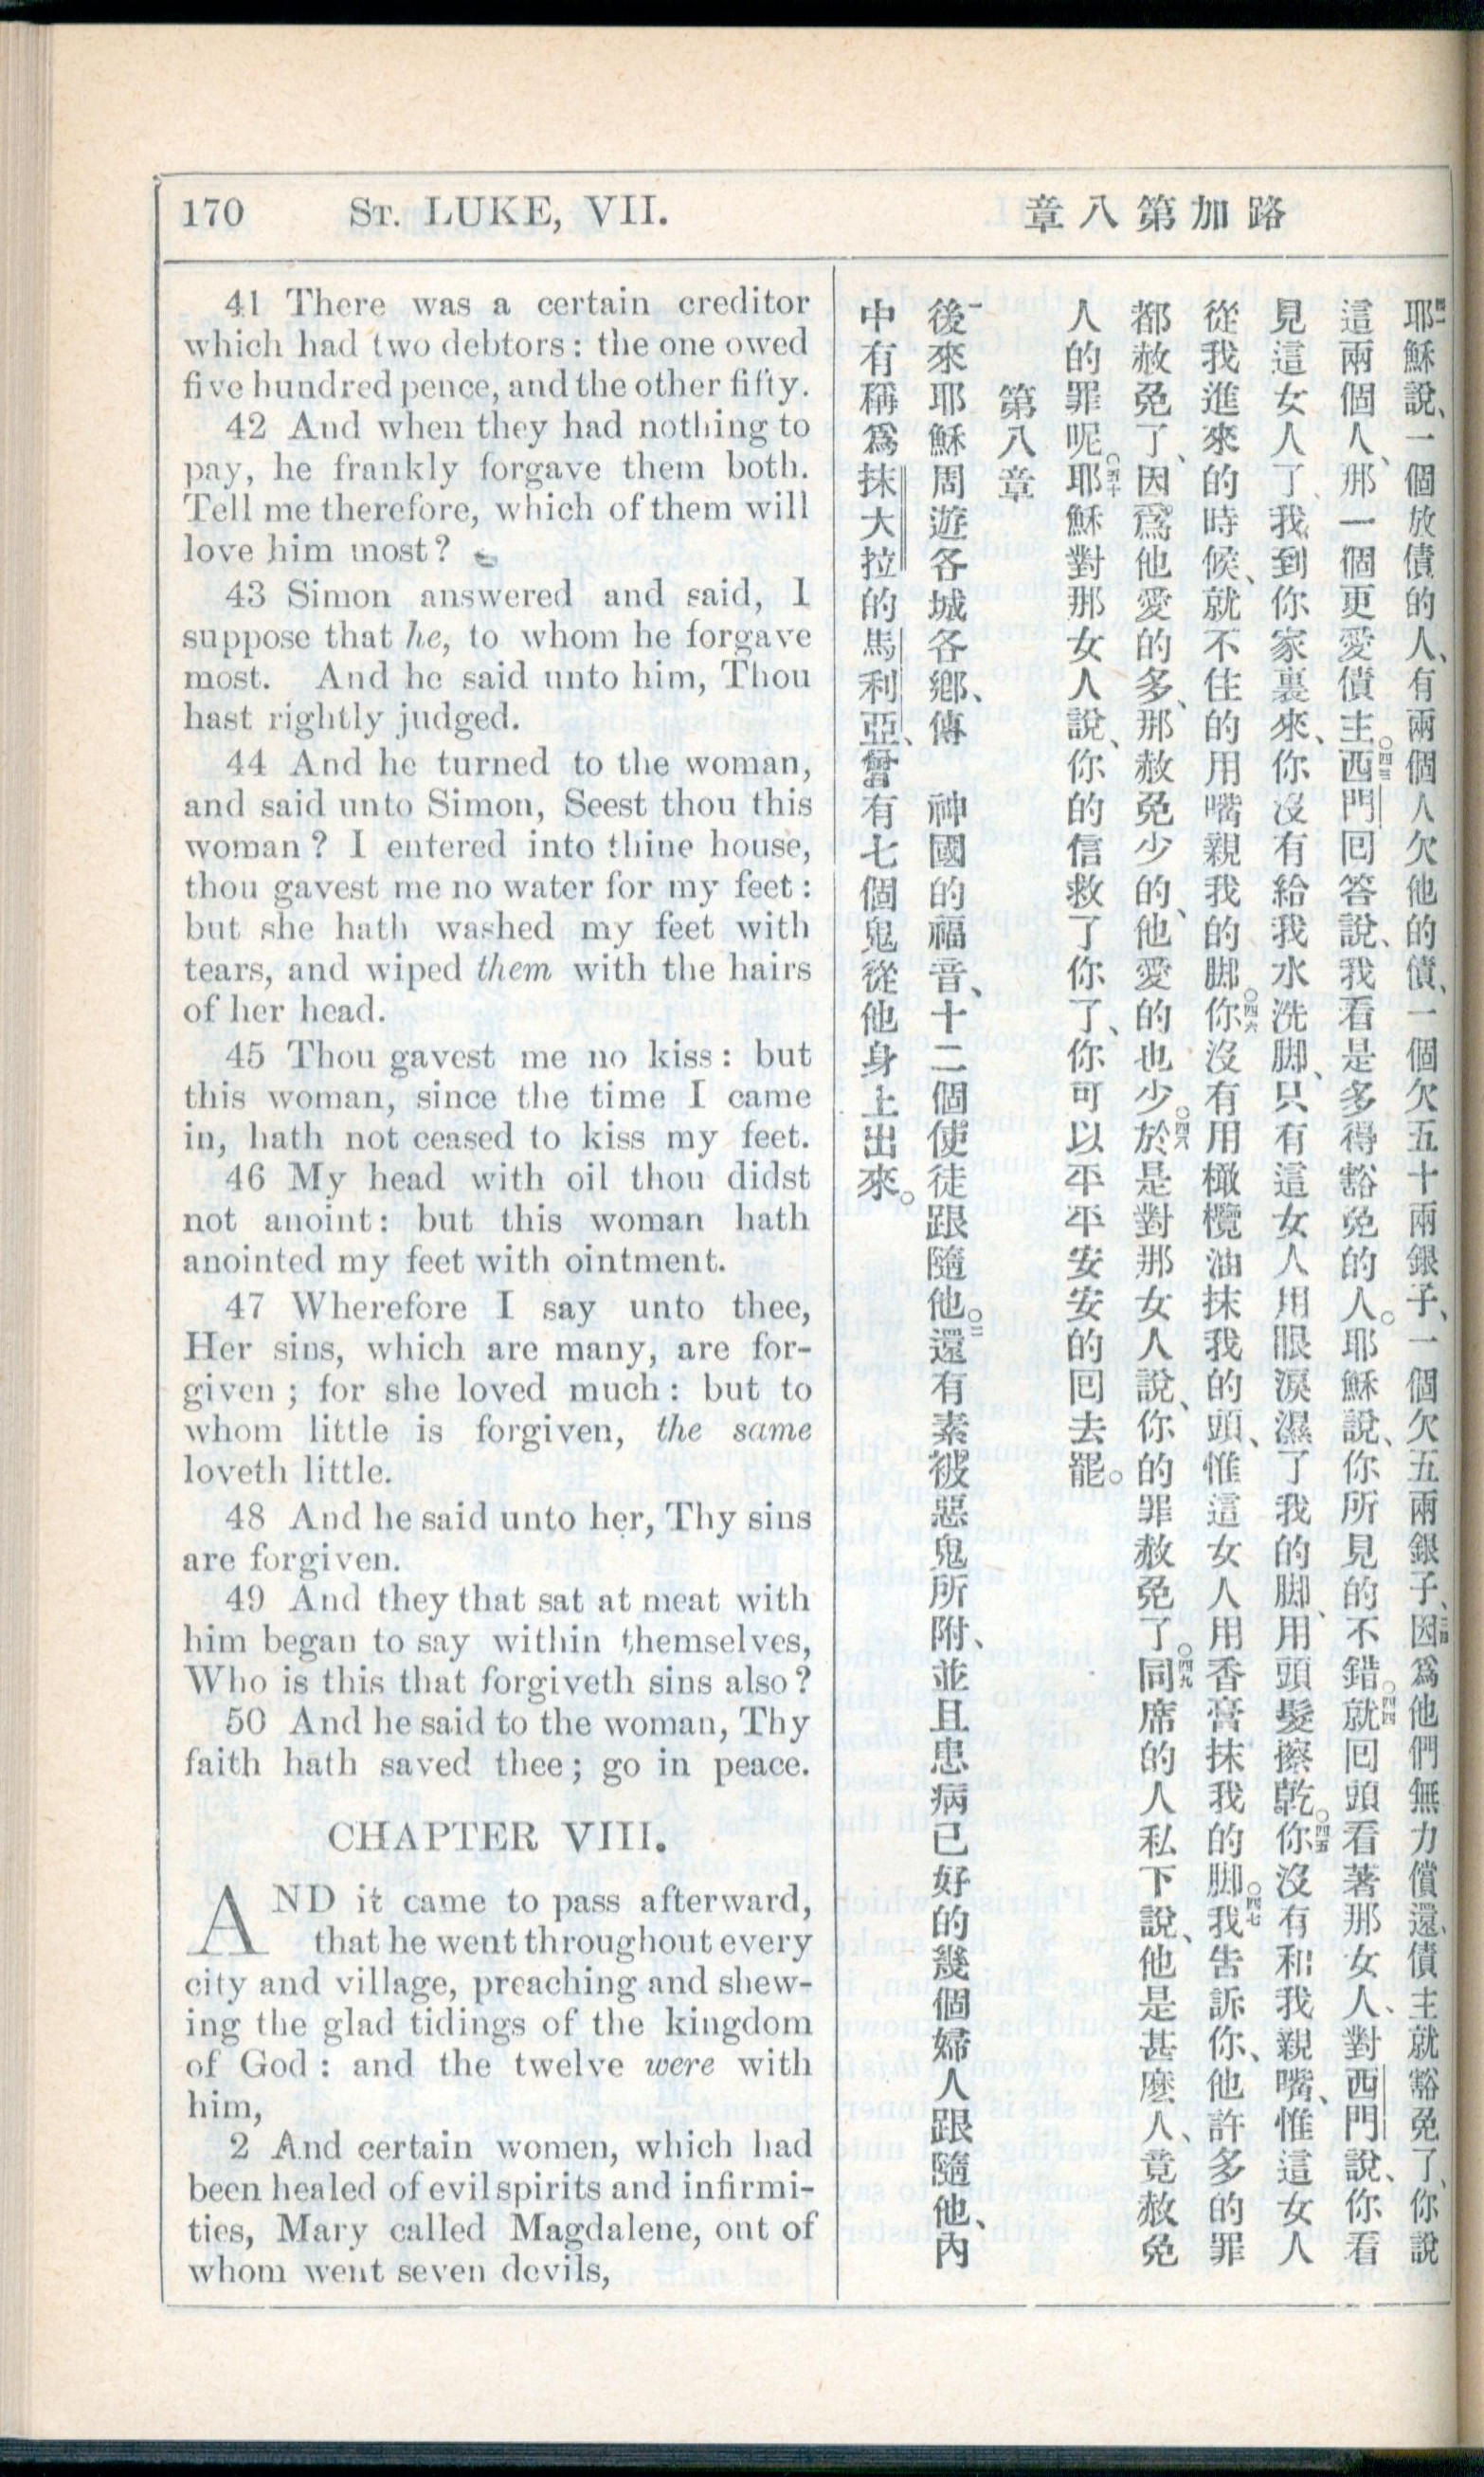 170 ST. LUKE, VII.
路加第八章
41 There was a certain creditor
which had two debtors: the one owed
five hundred pence, and the other fifty.
42 And when they had nothing to
pay, he frankly forgave them both.
Tell me therefore, which of them will
love him most?
43 Simon answered and said, I
suppose that he, to whom he forgave
most. And he said unto him, Thou
hast rightly judged.
44 And he turned to the woman,
and said unto Simon, Seest thou this
woman? I entered into thine house,
thou gavest me no water for my feet:
but she hath washed my feet with
tears, and wiped them with the hairs
of her head.
45 Thou gavest me no kiss: but
this woman, since the time I came
in, hath not ceased to kiss my feet.
46 My head with oil thou didst
not anoint: but this woman hath
anointed my feet with ointment.
47 Wherefore I say unto thee,
Her sins, which are many, are for-
given; for she loved much: but to
whom little is forgiven, the same
loveth little.
48 And he said unto her, Thy sins
are forgiven.
49 And they that sat at meat with
him began to say within themselves,
Who is this that forgiveth sins also?
50 And he said to the woman, Thy
faith hath saved thee; go in peace.
CHAPTER VIII.
AND it came to pass afterward,
that he went throughout every
city and village, preaching and shew-
ing the glad tidings of the kingdom
of God: and the twelve were with
him,
2 And certain women, which had
been healed of evil spirits and infirmi-
ties, Mary called Magdalene, out of
whom went seven devils,
四一耶穌說、一個放債的人、有兩個人欠他的債、一個欠五十兩銀子、一個欠五兩銀子、四二因爲他們無力償還、債主就豁免了、你說
這兩個人、那一個更愛債主。○四三西門回答說、我看是多得豁免的人。耶穌說、你所見的不錯○四四就回頭看著那女人、對西門說、你看
見這女人了、我到你家裏來、你沒有給我水洗脚、只有這女人用眼淚濕了我的脚、用頭髮擦乾○四五你沒有和我親嘴、惟這女人
從我進來的時候、就不住的用嘴親我的脚○四六你沒有用橄欖油抹我的頭、惟這女人用香膏抹我的脚○四七我告訴你、他許多的罪
都赦免了、因爲他愛的多、那赦免少的、他愛的也少○四八於是對那女人說、你的罪赦免了。○四九同席的人私下說、他是甚麼人、竟赦免
人的罪呢○五十耶穌對那女人說、你的信救了你了、你可以平平安安的回去罷。
第八章
一後來耶穌周遊各城各鄉、傳 神國的福音、十二個使徒跟隨他○二還有素被惡鬼所附、並且患病已好的幾個婦人跟隨他、內
中有稱爲抹大拉的馬利亞、曾有七個鬼從他身上出來。